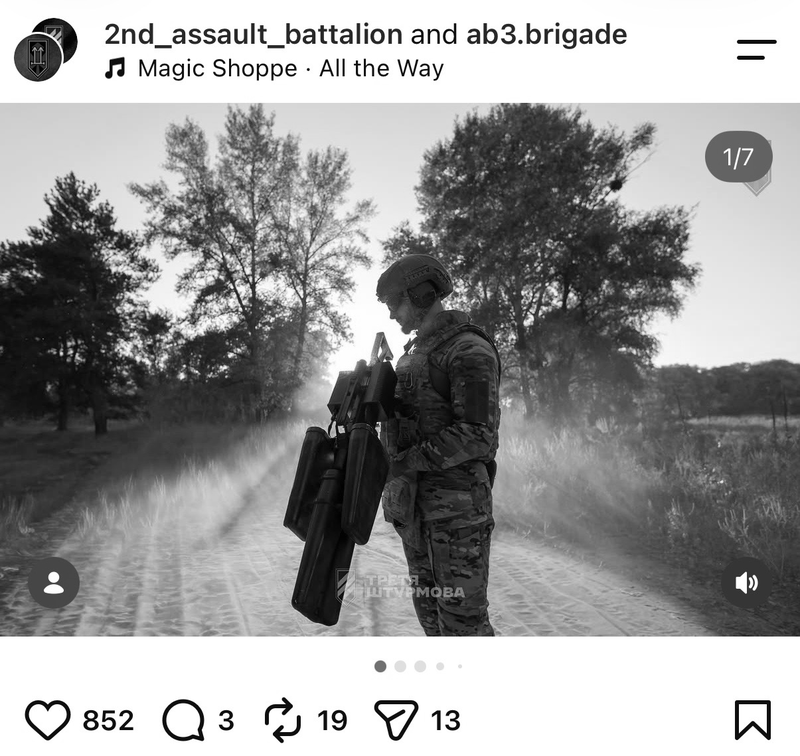 2nd_assault_battalion and ab3.brigade
Magic Shoppe · All the Way
1/7
ТРЕТЯ
ШТУРМОВА
852 3 19 13